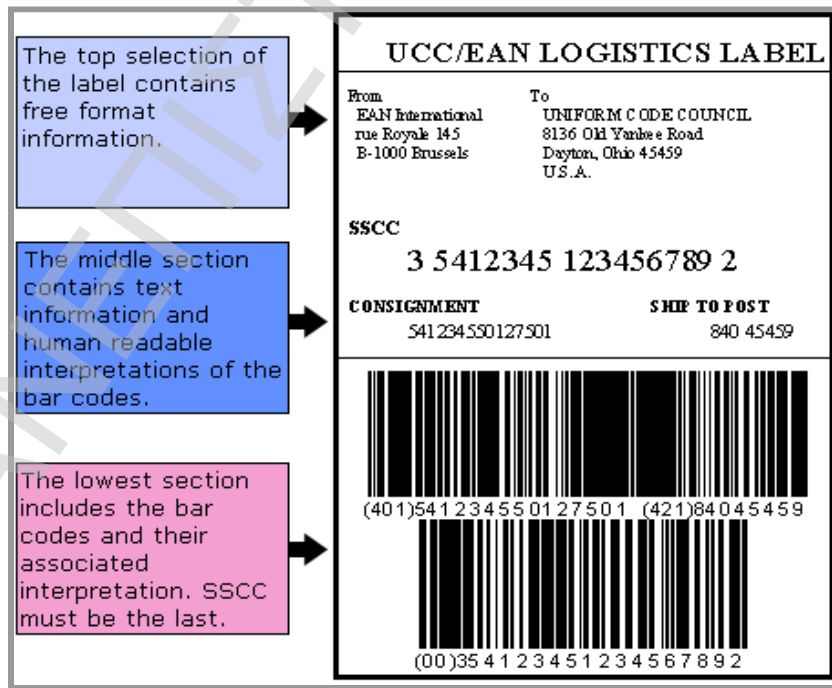 The top selection of
the label contains
free format
information.
The middle section
contains text
information and
human readable
interpretations of the
bar codes.
The lowest section
includes the bar
codes and their
associated
interpretation. SSCC
must be the last.
UCC/EAN LOGISTICS LABEL
From
EAN International
rue Royale 145
B-1000 Brussels
To
UNIFORM CODE COUNCIL
8136 Old Yankee Road
Dayton, Ohio 45459
U.S.A.
SSCC
3 5412345 123456789 2
CONSIGNMENT
541234550127501
SHIP TO POST
840 45459
(401)541234550127501 (421)84045459
(00)354123451234567892